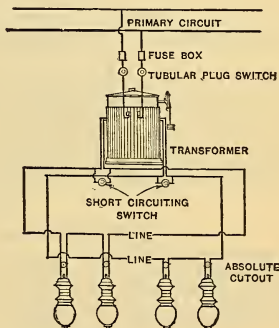 PRIMARY CIRCUIT
FUSE BOX
TUBULAR PLUG SWITCH
TRANSFORMER
SHORT CIRCUITING
SWITCH
LINE
LINE
ABSOLUTE
CUTOUT